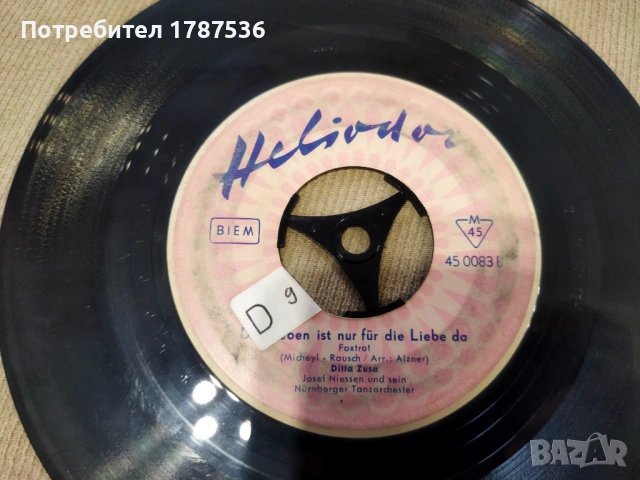 Потребител 1787536
Heliodor
BIEM
M
45
45 0083 B
D 9
ben ist nur für die Liebe da
Foxtrot
(Micheyl - Rausch / Arr.: Alzner)
Ditta Zusa
Josef Niessen und sein
Nürnberger Tanzorchester
BAZAR